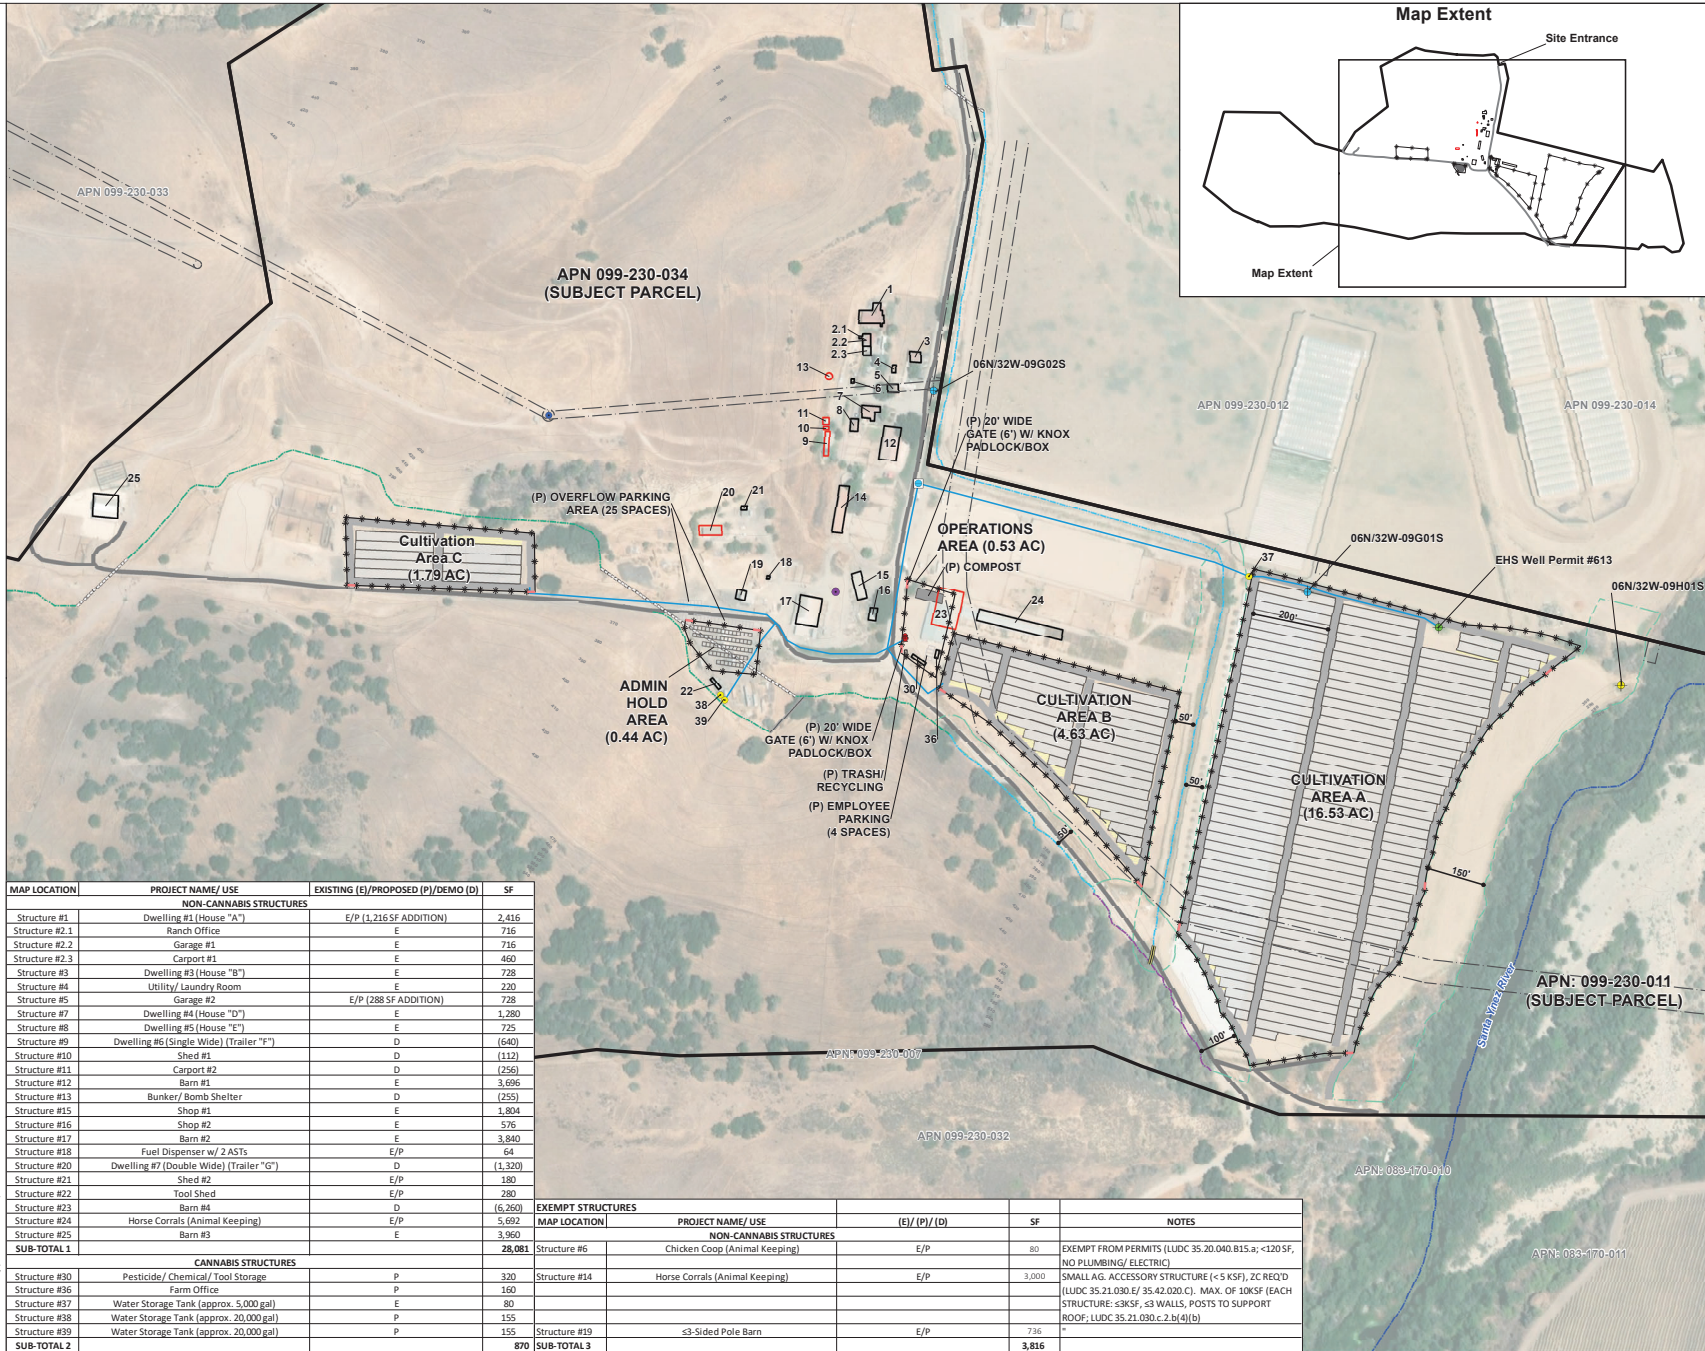 Map Extent
Site Entrance
Map Extent
APN 099-230-033
APN 099-230-034
(SUBJECT PARCEL)
1
2.1
2.2
2.3
3
4
5
6
13
7
8
11
10
9
12
06N/32W-09G02S
APN 099-230-012
APN 099-230-014
(P) 20' WIDE
GATE (6') W/ KNOX
PADLOCK/BOX
25
(P) OVERFLOW PARKING
AREA (25 SPACES)
20
21
14
OPERATIONS
AREA (0.53 AC)
(P) COMPOST
Cultivation
Area C
(1.79 AC)
37
06N/32W-09G01S
EHS Well Permit #613
06N/32W-09H01S
19
18
17
15
16
23
24
200'
ADMIN
HOLD
AREA
(0.44 AC)
22
38
39
30
36
(P) 20' WIDE
GATE (6') W/ KNOX
PADLOCK/BOX
(P) TRASH/
RECYCLING
(P) EMPLOYEE
PARKING
(4 SPACES)
CULTIVATION
AREA B
(4.63 AC)
50'
50'
50'
CULTIVATION
AREA A
(16.53 AC)
150'
100'
Santa Ynez River
APN: 099-230-011
(SUBJECT PARCEL)
APN: 099-230-007
APN 099-230-032
APN: 083-170-010
APN: 083-170-011
MAP LOCATION PROJECT NAME/ USE EXISTING (E)/PROPOSED (P)/DEMO (D) SF
NON-CANNABIS STRUCTURES
Structure #1 Dwelling #1 (House "A") E/P (1,216 SF ADDITION) 2,416
Structure #2.1 Ranch Office E 716
Structure #2.2 Garage #1 E 716
Structure #2.3 Carport #1 E 460
Structure #3 Dwelling #3 (House "B") E 728
Structure #4 Utility/ Laundry Room E 220
Structure #5 Garage #2 E/P (288 SF ADDITION) 728
Structure #7 Dwelling #4 (House "D") E 1,280
Structure #8 Dwelling #5 (House "E") E 725
Structure #9 Dwelling #6 (Single Wide) (Trailer "F") D (640)
Structure #10 Shed #1 D (112)
Structure #11 Carport #2 D (256)
Structure #12 Barn #1 E 3,696
Structure #13 Bunker/ Bomb Shelter D (255)
Structure #15 Shop #1 E 1,804
Structure #16 Shop #2 E 576
Structure #17 Barn #2 E 3,840
Structure #18 Fuel Dispenser w/ 2 ASTs E/P 64
Structure #20 Dwelling #7 (Double Wide) (Trailer "G") D (1,320)
Structure #21 Shed #2 E/P 180
Structure #22 Tool Shed E/P 280
Structure #23 Barn #4 D (6,260)
Structure #24 Horse Corrals (Animal Keeping) E/P 5,692
Structure #25 Barn #3 E 3,960
SUB-TOTAL 1 28,081
CANNABIS STRUCTURES
Structure #30 Pesticide/ Chemical/ Tool Storage P 320
Structure #36 Farm Office P 160
Structure #37 Water Storage Tank (approx. 5,000 gal) E 80
Structure #38 Water Storage Tank (approx. 20,000 gal) P 155
Structure #39 Water Storage Tank (approx. 20,000 gal) P 155
SUB-TOTAL 2 870
EXEMPT STRUCTURES
MAP LOCATION PROJECT NAME/ USE (E)/ (P)/ (D) SF NOTES
NON-CANNABIS STRUCTURES
Structure #6 Chicken Coop (Animal Keeping) E/P 80 EXEMPT FROM PERMITS (LUDC 35.20.040.B15.a; <120 SF,
NO PLUMBING/ ELECTRIC)
Structure #14 Horse Corrals (Animal Keeping) E/P 3,000 SMALL AG. ACCESSORY STRUCTURE (< 5 KSF), ZC REQ'D
(LUDC 35.21.030.E/ 35.42.020.C). MAX. OF 10KSF (EACH
STRUCTURE: ≤3KSF, ≤3 WALLS, POSTS TO SUPPORT
ROOF; LUDC 35.21.030.c.2.b(4)(b)
Structure #19 ≤3-Sided Pole Barn E/P 736 "
SUB-TOTAL 3 3,816